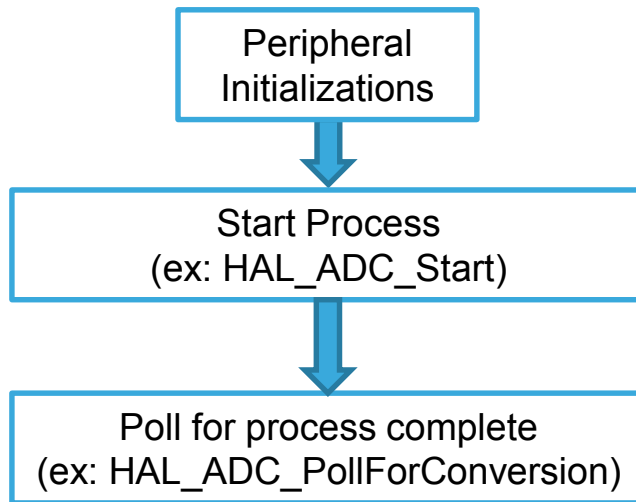 Peripheral
Initializations
Start Process
(ex: HAL_ADC_Start)
Poll for process complete
(ex: HAL_ADC_PollForConversion)